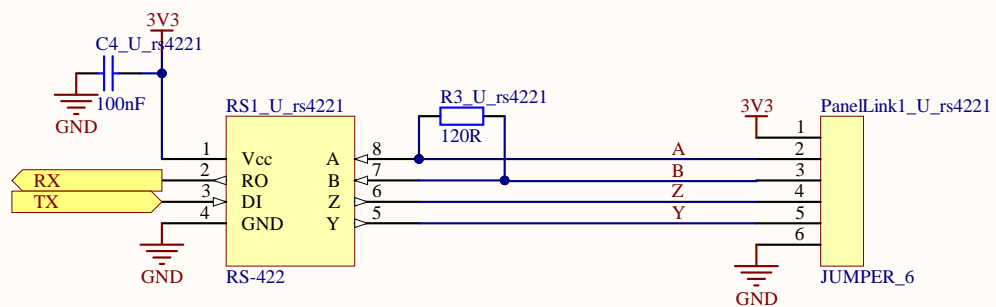 3V3
C4_U_rs4221
100nF
GND
RS1_U_rs4221
R3_U_rs4221
120R
3V3
PanelLink1_U_rs4221
1 Vcc A 8 A 2
2 RO B 7 B 3
3 DI Z 6 Z 4
4 GND Y 5 Y 5
1
6
RX
TX
GND
RS-422
GND
JUMPER_6